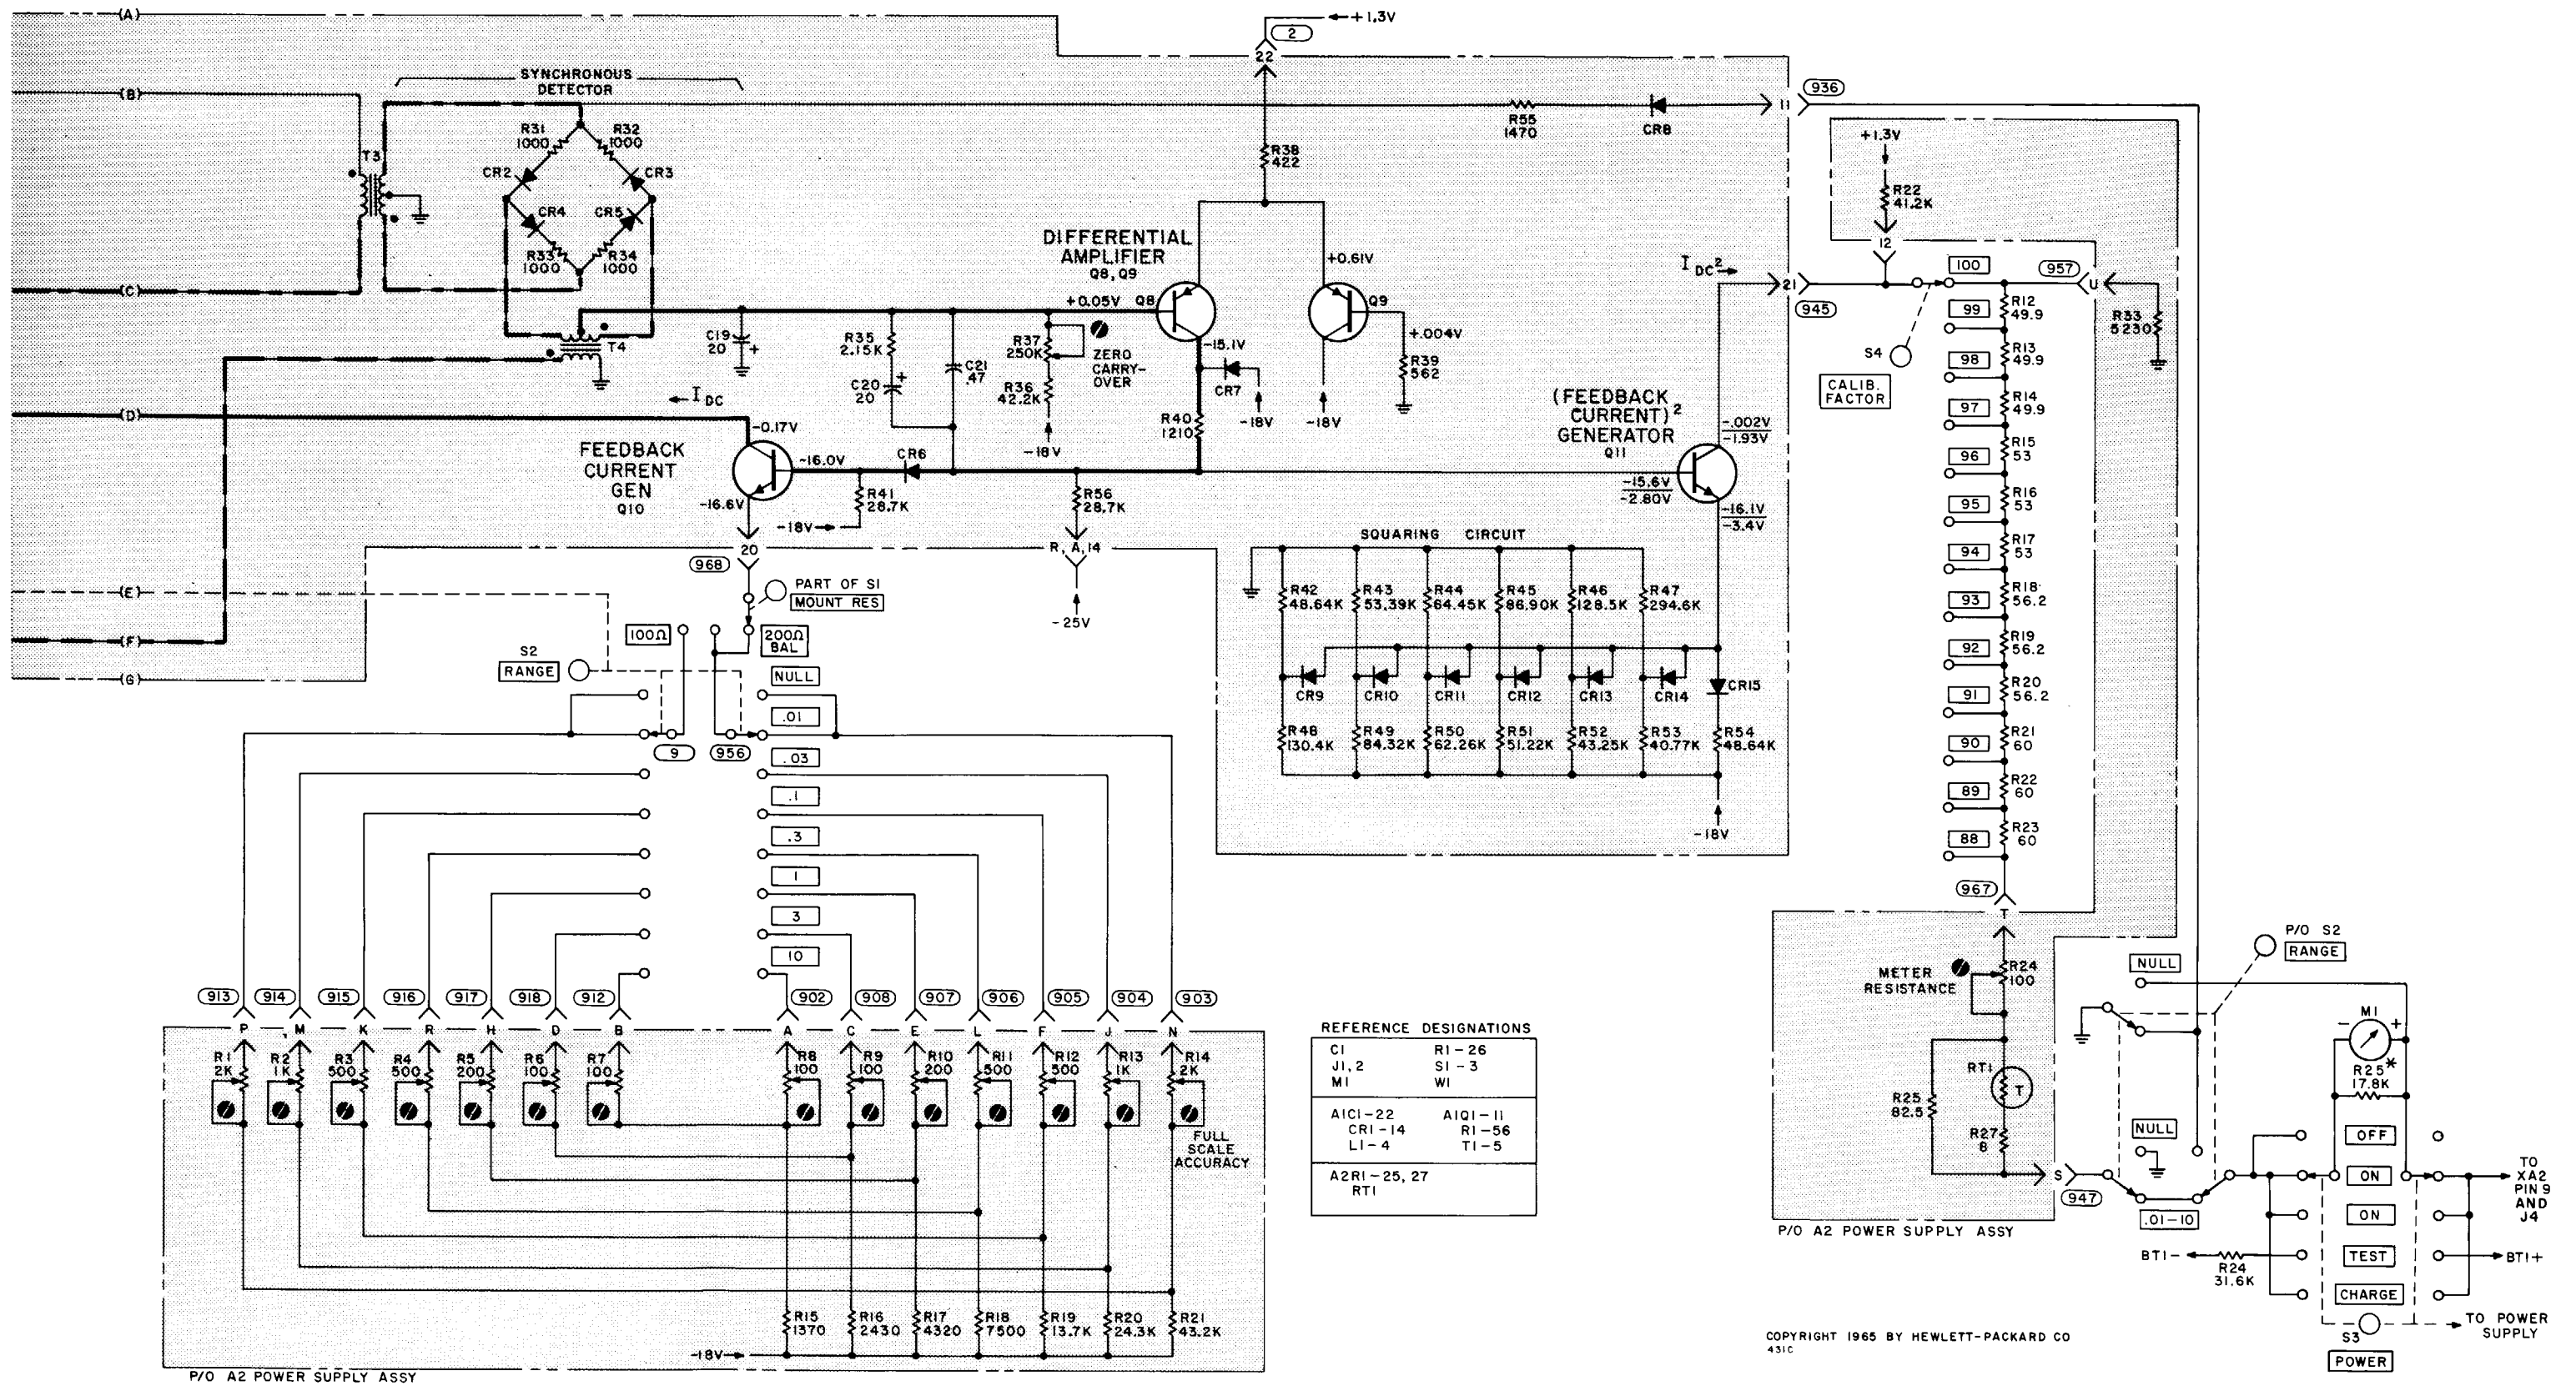 (A)
+1.3V
2
22
SYNCHRONOUS
DETECTOR
(B)
11
936
R55
1470
CR8
R31
1000
R32
1000
T3
CR2
CR3
CR4
CR5
R33
1000
R34
1000
R38
422
+1.3V
R22
41.2K
12
DIFFERENTIAL
AMPLIFIER
Q8, Q9
+0.61V
I DC²
(C)
+0.05V
Q8
Q9
21
945
100
957
U
R33
5230
C19
20
+
T4
R35
2.15K
C20
20
+
C21
.47
R37
250K
ZERO
CARRY-
OVER
R36
42.2K
-18V
-15.1V
CR7
-18V
-18V
+.004V
R39
562
S4
CALIB.
FACTOR
99
R12
49.9
98
R13
49.9
97
R14
49.9
96
R15
53
95
R16
53
94
R17
53
93
R18
56.2
92
R19
56.2
91
R20
56.2
90
R21
60
89
R22
60
88
R23
60
967
T
I DC
(D)
-0.17V
FEEDBACK
CURRENT
GEN
Q10
-16.0V
CR6
R40
1210
-16.6V
R41
28.7K
-18V
R56
28.7K
(FEEDBACK
CURRENT)²
GENERATOR
Q11
-.002V
-1.93V
-15.6V
-2.80V
-16.1V
-3.4V
20
968
R, A, 14
-25V
SQUARING CIRCUIT
(E)
PART OF S1
MOUNT RES
(F)
100Ω
200Ω
BAL
(G)
S2
RANGE
R42
48.64K
R43
53.39K
R44
64.45K
R45
86.90K
R46
128.5K
R47
294.6K
CR9
CR10
CR11
CR12
CR13
CR14
CR15
R48
130.4K
R49
84.32K
R50
62.26K
R51
51.22K
R52
43.25K
R53
40.77K
R54
48.64K
-18V
NULL
.01
9
956
.03
.1
.3
1
3
10
913
914
915
916
917
918
912
902
908
907
906
905
904
903
P
M
K
R
H
D
B
A
C
E
L
F
J
N
R1
2K
R2
1K
R3
500
R4
500
R5
200
R6
100
R7
100
R8
100
R9
100
R10
200
R11
500
R12
500
R13
1K
R14
2K
FULL
SCALE
ACCURACY
R15
1370
R16
2430
R17
4320
R18
7500
R19
13.7K
R20
24.3K
R21
43.2K
-18V
P/O A2 POWER SUPPLY ASSY
REFERENCE DESIGNATIONS
C1 R1-26
J1, 2 S1-3
M1 W1
A1C1-22 A1Q1-11
CR1-14 R1-56
L1-4 T1-5
A2R1-25, 27
RT1
METER
RESISTANCE
R24
100
RT1
T
R25
82.5
R27
8
S
947
P/O A2 POWER SUPPLY ASSY
P/O S2
RANGE
NULL
M1
-
+
R25*
17.8K
NULL
.01-10
OFF
ON
ON
TEST
CHARGE
TO
XA2
PIN 9
AND
J4
BT1-
R24
31.6K
BT1+
S3
POWER
TO POWER
SUPPLY
COPYRIGHT 1965 BY HEWLETT-PACKARD CO
431C